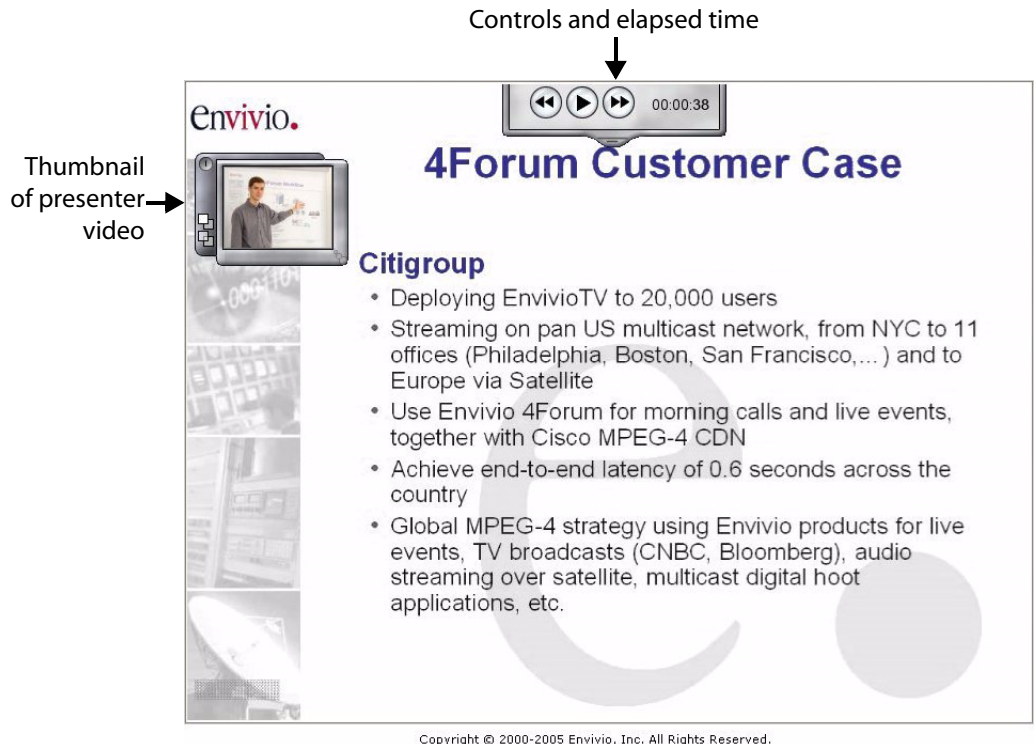 Controls and elapsed time
envivio.
00:00:38
4Forum Customer Case
Thumbnail
of presenter
video
Citigroup
• Deploying EnvivioTV to 20,000 users
• Streaming on pan US multicast network, from NYC to 11
offices (Philadelphia, Boston, San Francisco,... ) and to
Europe via Satellite
• Use Envivio 4Forum for morning calls and live events,
together with Cisco MPEG-4 CDN
• Achieve end-to-end latency of 0.6 seconds across the
country
• Global MPEG-4 strategy using Envivio products for live
events, TV broadcasts (CNBC, Bloomberg), audio
streaming over satellite, multicast digital hoot
applications, etc.
Copyright © 2000-2005 Envivio, Inc. All Rights Reserved.